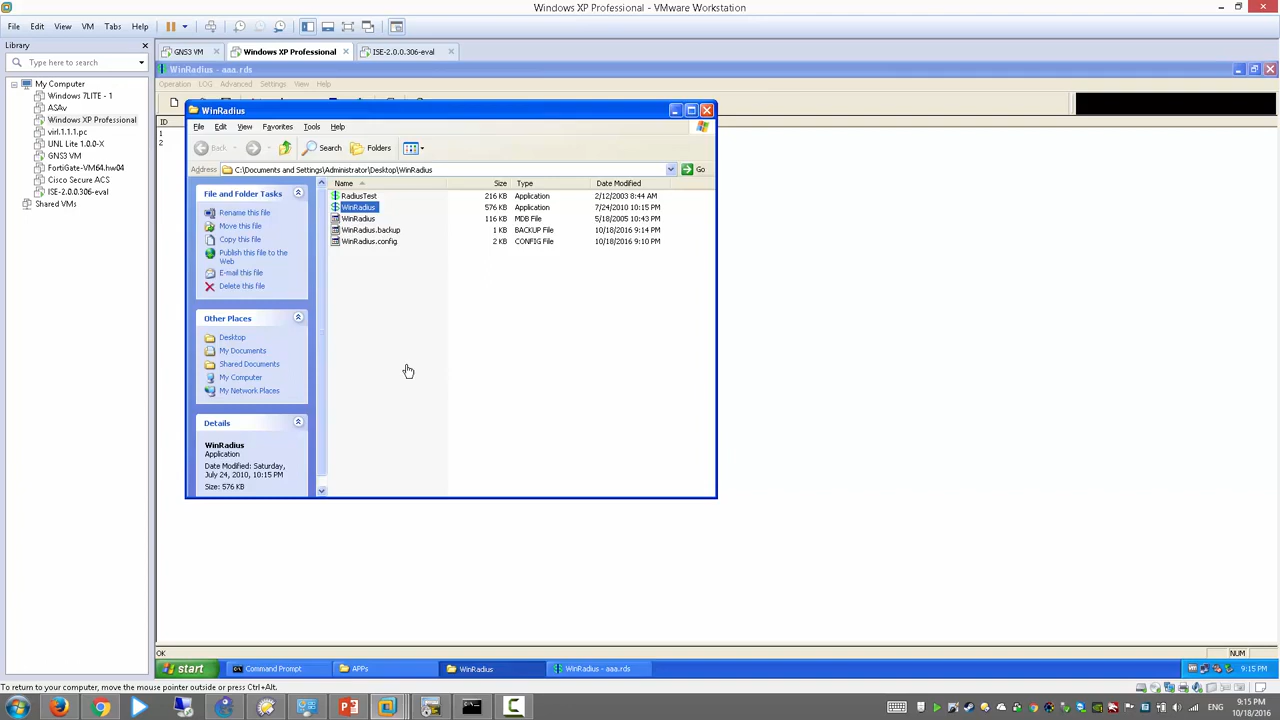 Windows XP Professional - VMware Workstation
File Edit View VM Tabs Help
Library
Type here to search
My Computer
Windows 7LITE - 1
ASAv
Windows XP Professional
virl.1.1.1.pc
UNL Lite 1.0.0-X
GNS3 VM
FortiGate-VM64.hw04
Cisco Secure ACS
ISE-2.0.0.306-eval
Shared VMs
GNS3 VM Windows XP Professional ISE-2.0.0.306-eval
WinRadius - aaa.rds
Operation LOG Advanced Settings View Help
ID
1
2
WinRadius
File Edit View Favorites Tools Help
Back Search Folders
Address C:\Documents and Settings\Administrator\Desktop\WinRadius Go
File and Folder Tasks
Rename this file
Move this file
Copy this file
Publish this file to the
Web
E-mail this file
Delete this file
Other Places
Desktop
My Documents
Shared Documents
My Computer
My Network Places
Details
WinRadius
Application
Date Modified: Saturday,
July 24, 2010, 10:15 PM
Size: 576 KB
Name Size Type Date Modified
RadiusTest 216 KB Application 2/12/2003 8:44 AM
WinRadius 576 KB Application 7/24/2010 10:15 PM
WinRadius 116 KB MDB File 5/18/2005 10:43 PM
WinRadius.backup 1 KB BACKUP File 10/18/2016 9:14 PM
WinRadius.config 2 KB CONFIG File 10/18/2016 9:10 PM
OK NUM
start Command Prompt APPs WinRadius WinRadius - aaa.rds 9:15 PM
To return to your computer, move the mouse pointer outside or press Ctrl+Alt.
ENG 9:15 PM
10/18/2016